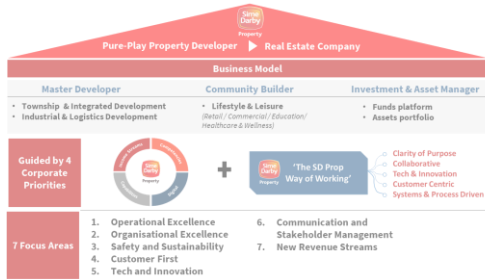 Sime
Darby
Property
Pure-Play Property Developer
Real Estate Company
Business Model
Master Developer
• Township & Integrated Development
• Industrial & Logistics Development
Community Builder
• Lifestyle & Leisure
(Retail / Commercial / Education/
Healthcare & Wellness)
Investment & Asset Manager
• Funds platform
• Assets portfolio
Guided by 4
Corporate
Priorities
Sime
Darby
Property
+
Sime
Darby
Property
'The SD Prop
Way of Working'
Clarity of Purpose
Collaborative
Tech & Innovation
Customer Centric
Systems & Process Driven
7 Focus Areas
1. Operational Excellence
2. Organisational Excellence
3. Safety and Sustainability
4. Customer First
5. Tech and Innovation
6. Communication and
Stakeholder Management
7. New Revenue Streams